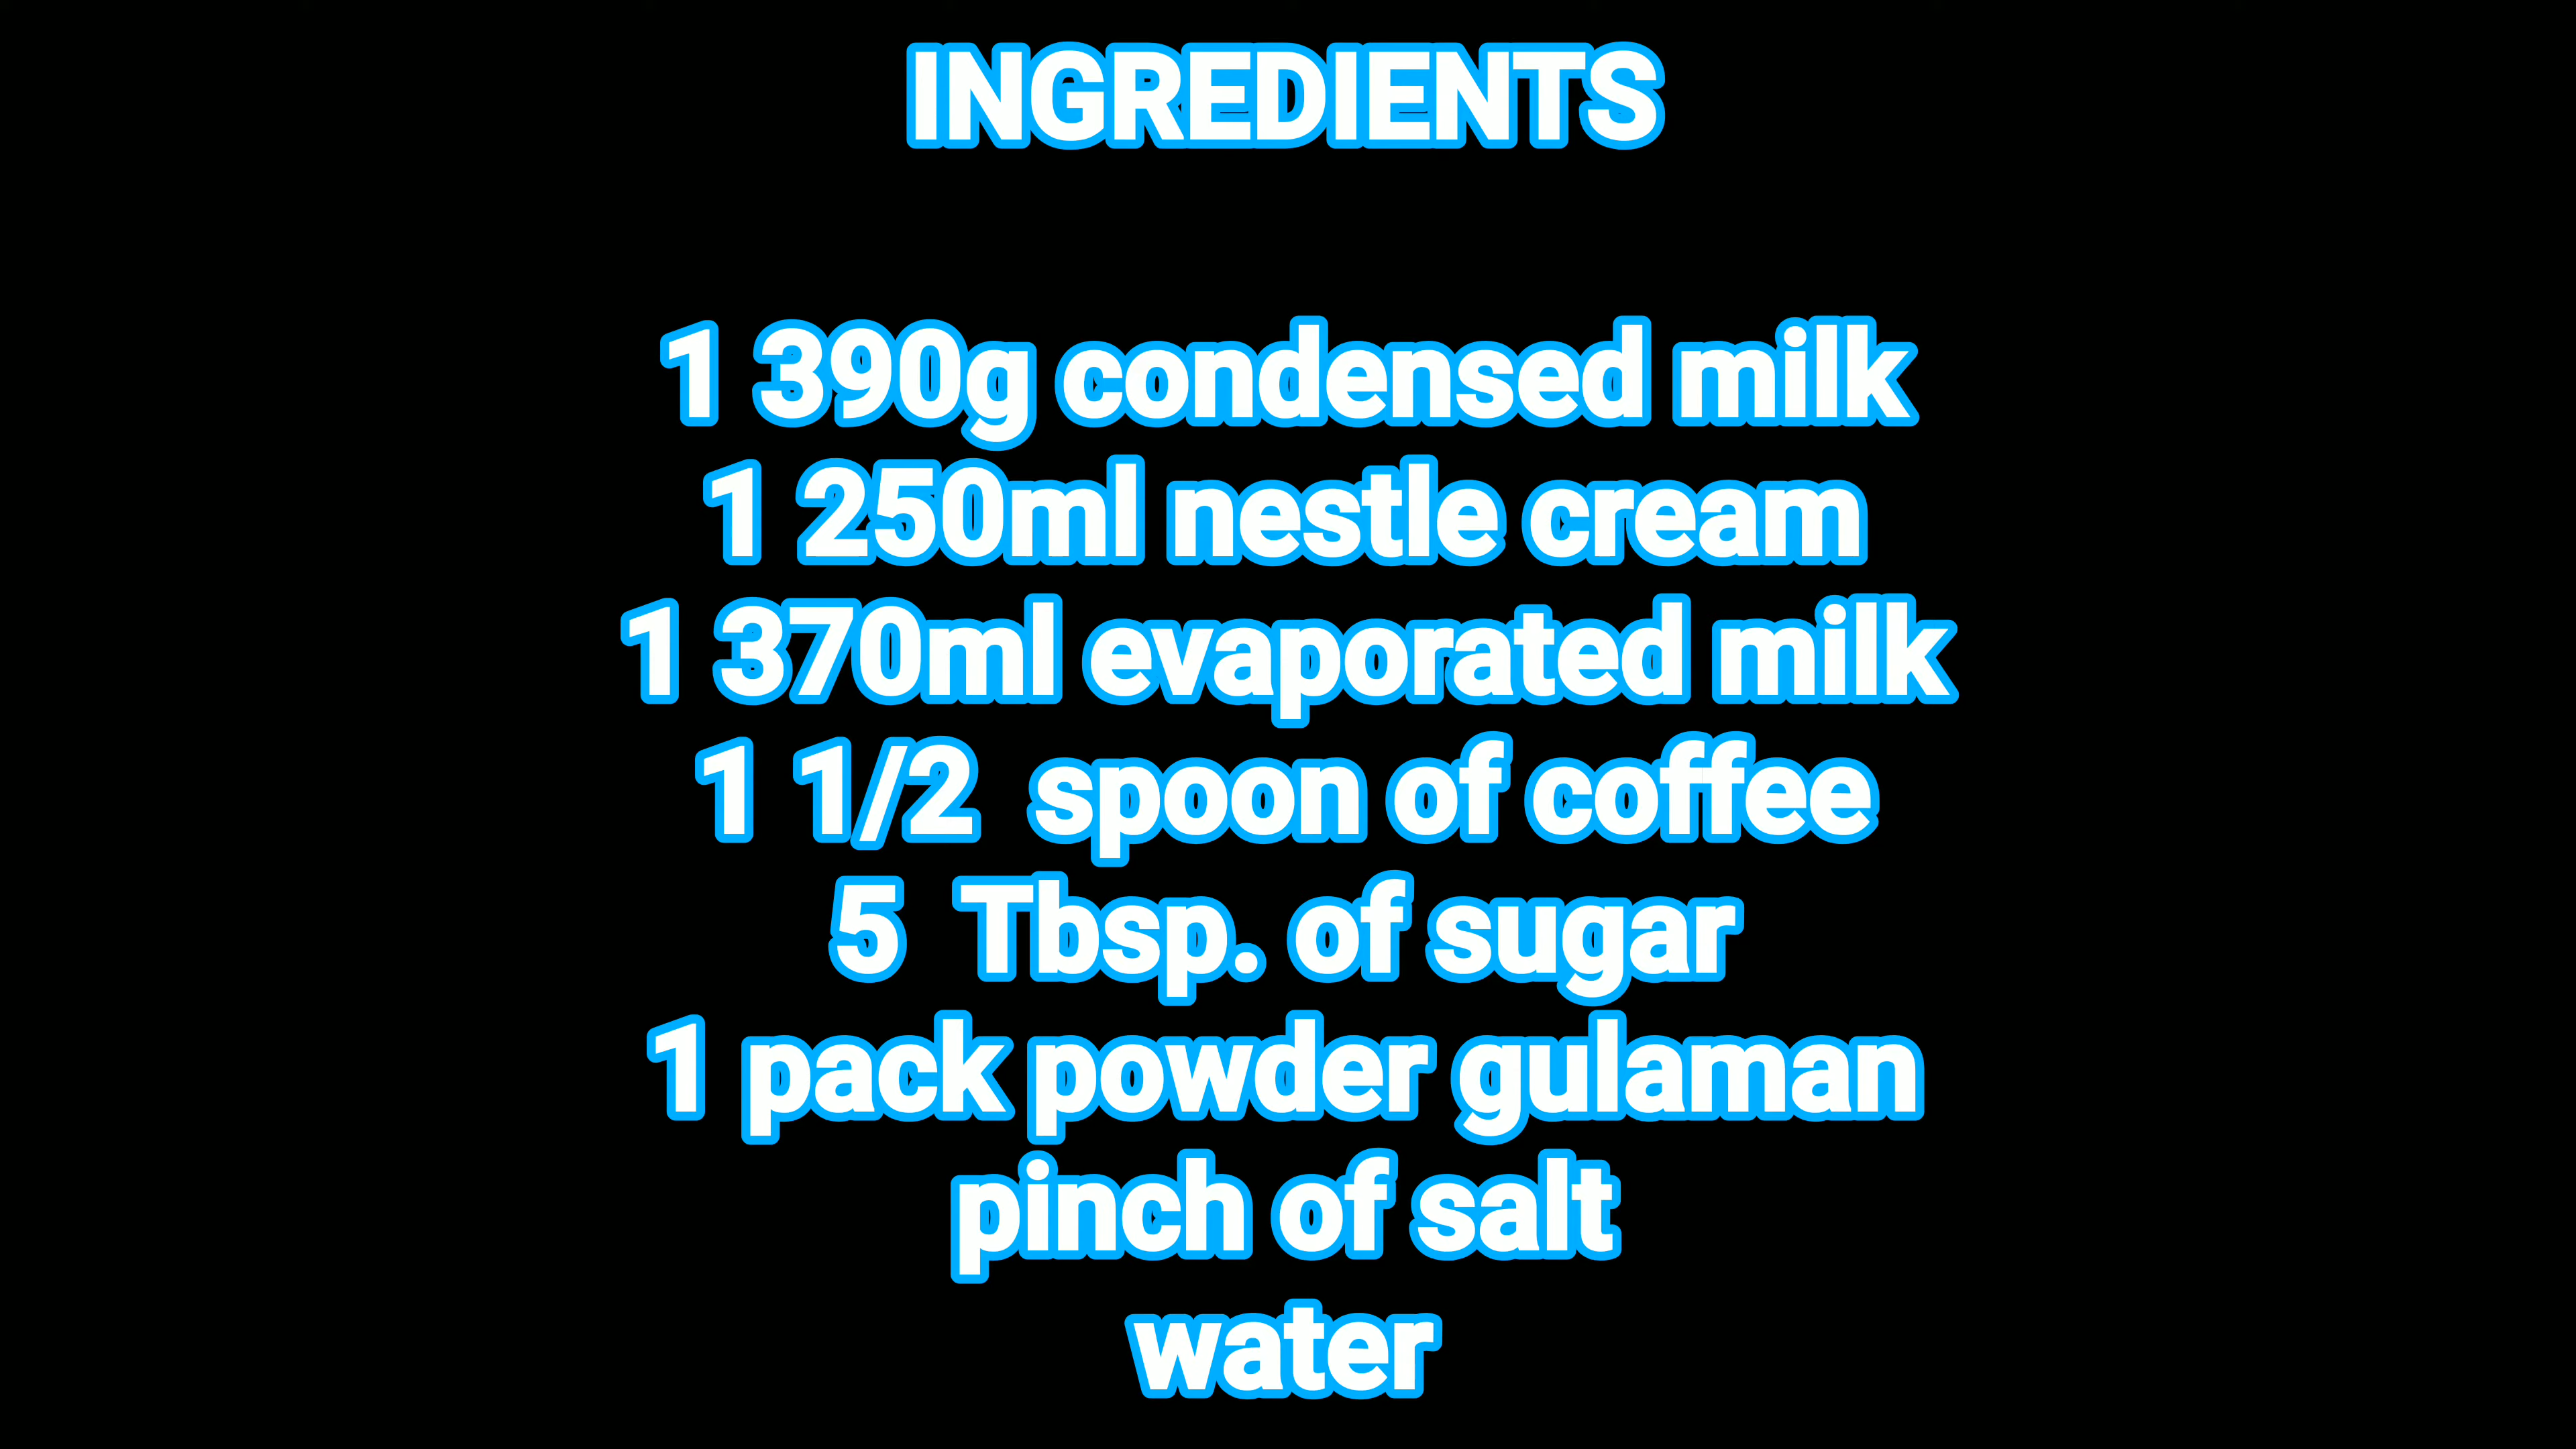 INGREDIENTS
1 390g condensed milk
1 250ml nestle cream
1 370ml evaporated milk
1 1/2 spoon of coffee
5 Tbsp. of sugar
1 pack powder gulaman
pinch of salt
water